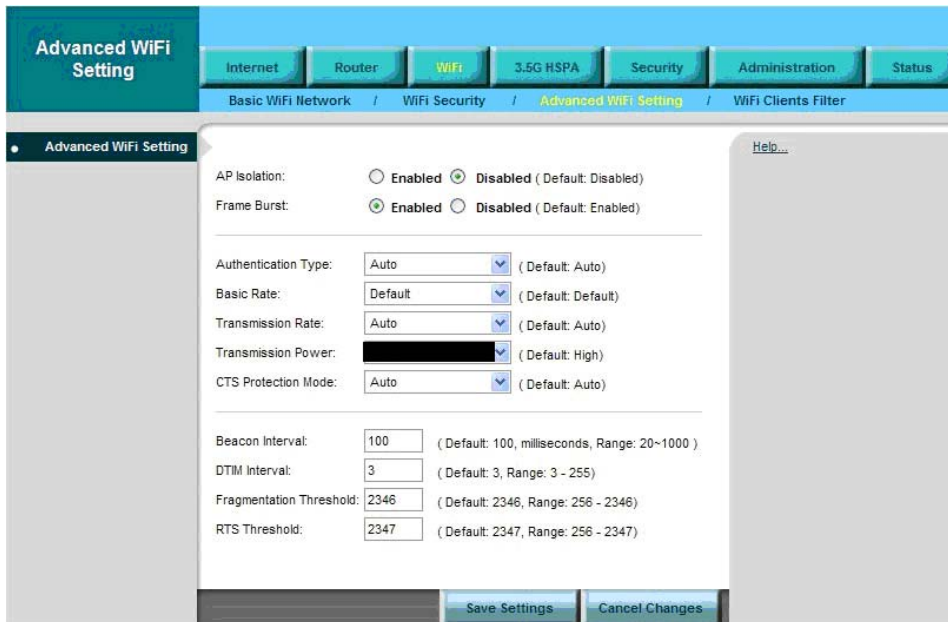 Advanced WiFi
Setting
Internet Router WiFi 3.5G HSPA Security Administration Status
Basic WiFi Network / WiFi Security / Advanced WiFi Setting / WiFi Clients Filter
Advanced WiFi Setting
Help...
AP Isolation: Enabled Disabled ( Default: Disabled)
Frame Burst: Enabled Disabled ( Default: Enabled)
Authentication Type: Auto ( Default: Auto)
Basic Rate: Default ( Default: Default)
Transmission Rate: Auto ( Default: Auto)
Transmission Power: ( Default: High)
CTS Protection Mode: Auto ( Default: Auto)
Beacon Interval: 100 ( Default: 100, milliseconds, Range: 20~1000 )
DTIM Interval: 3 ( Default: 3, Range: 3 - 255)
Fragmentation Threshold: 2346 ( Default: 2346, Range: 256 - 2346)
RTS Threshold: 2347 ( Default: 2347, Range: 256 - 2347)
Save Settings Cancel Changes